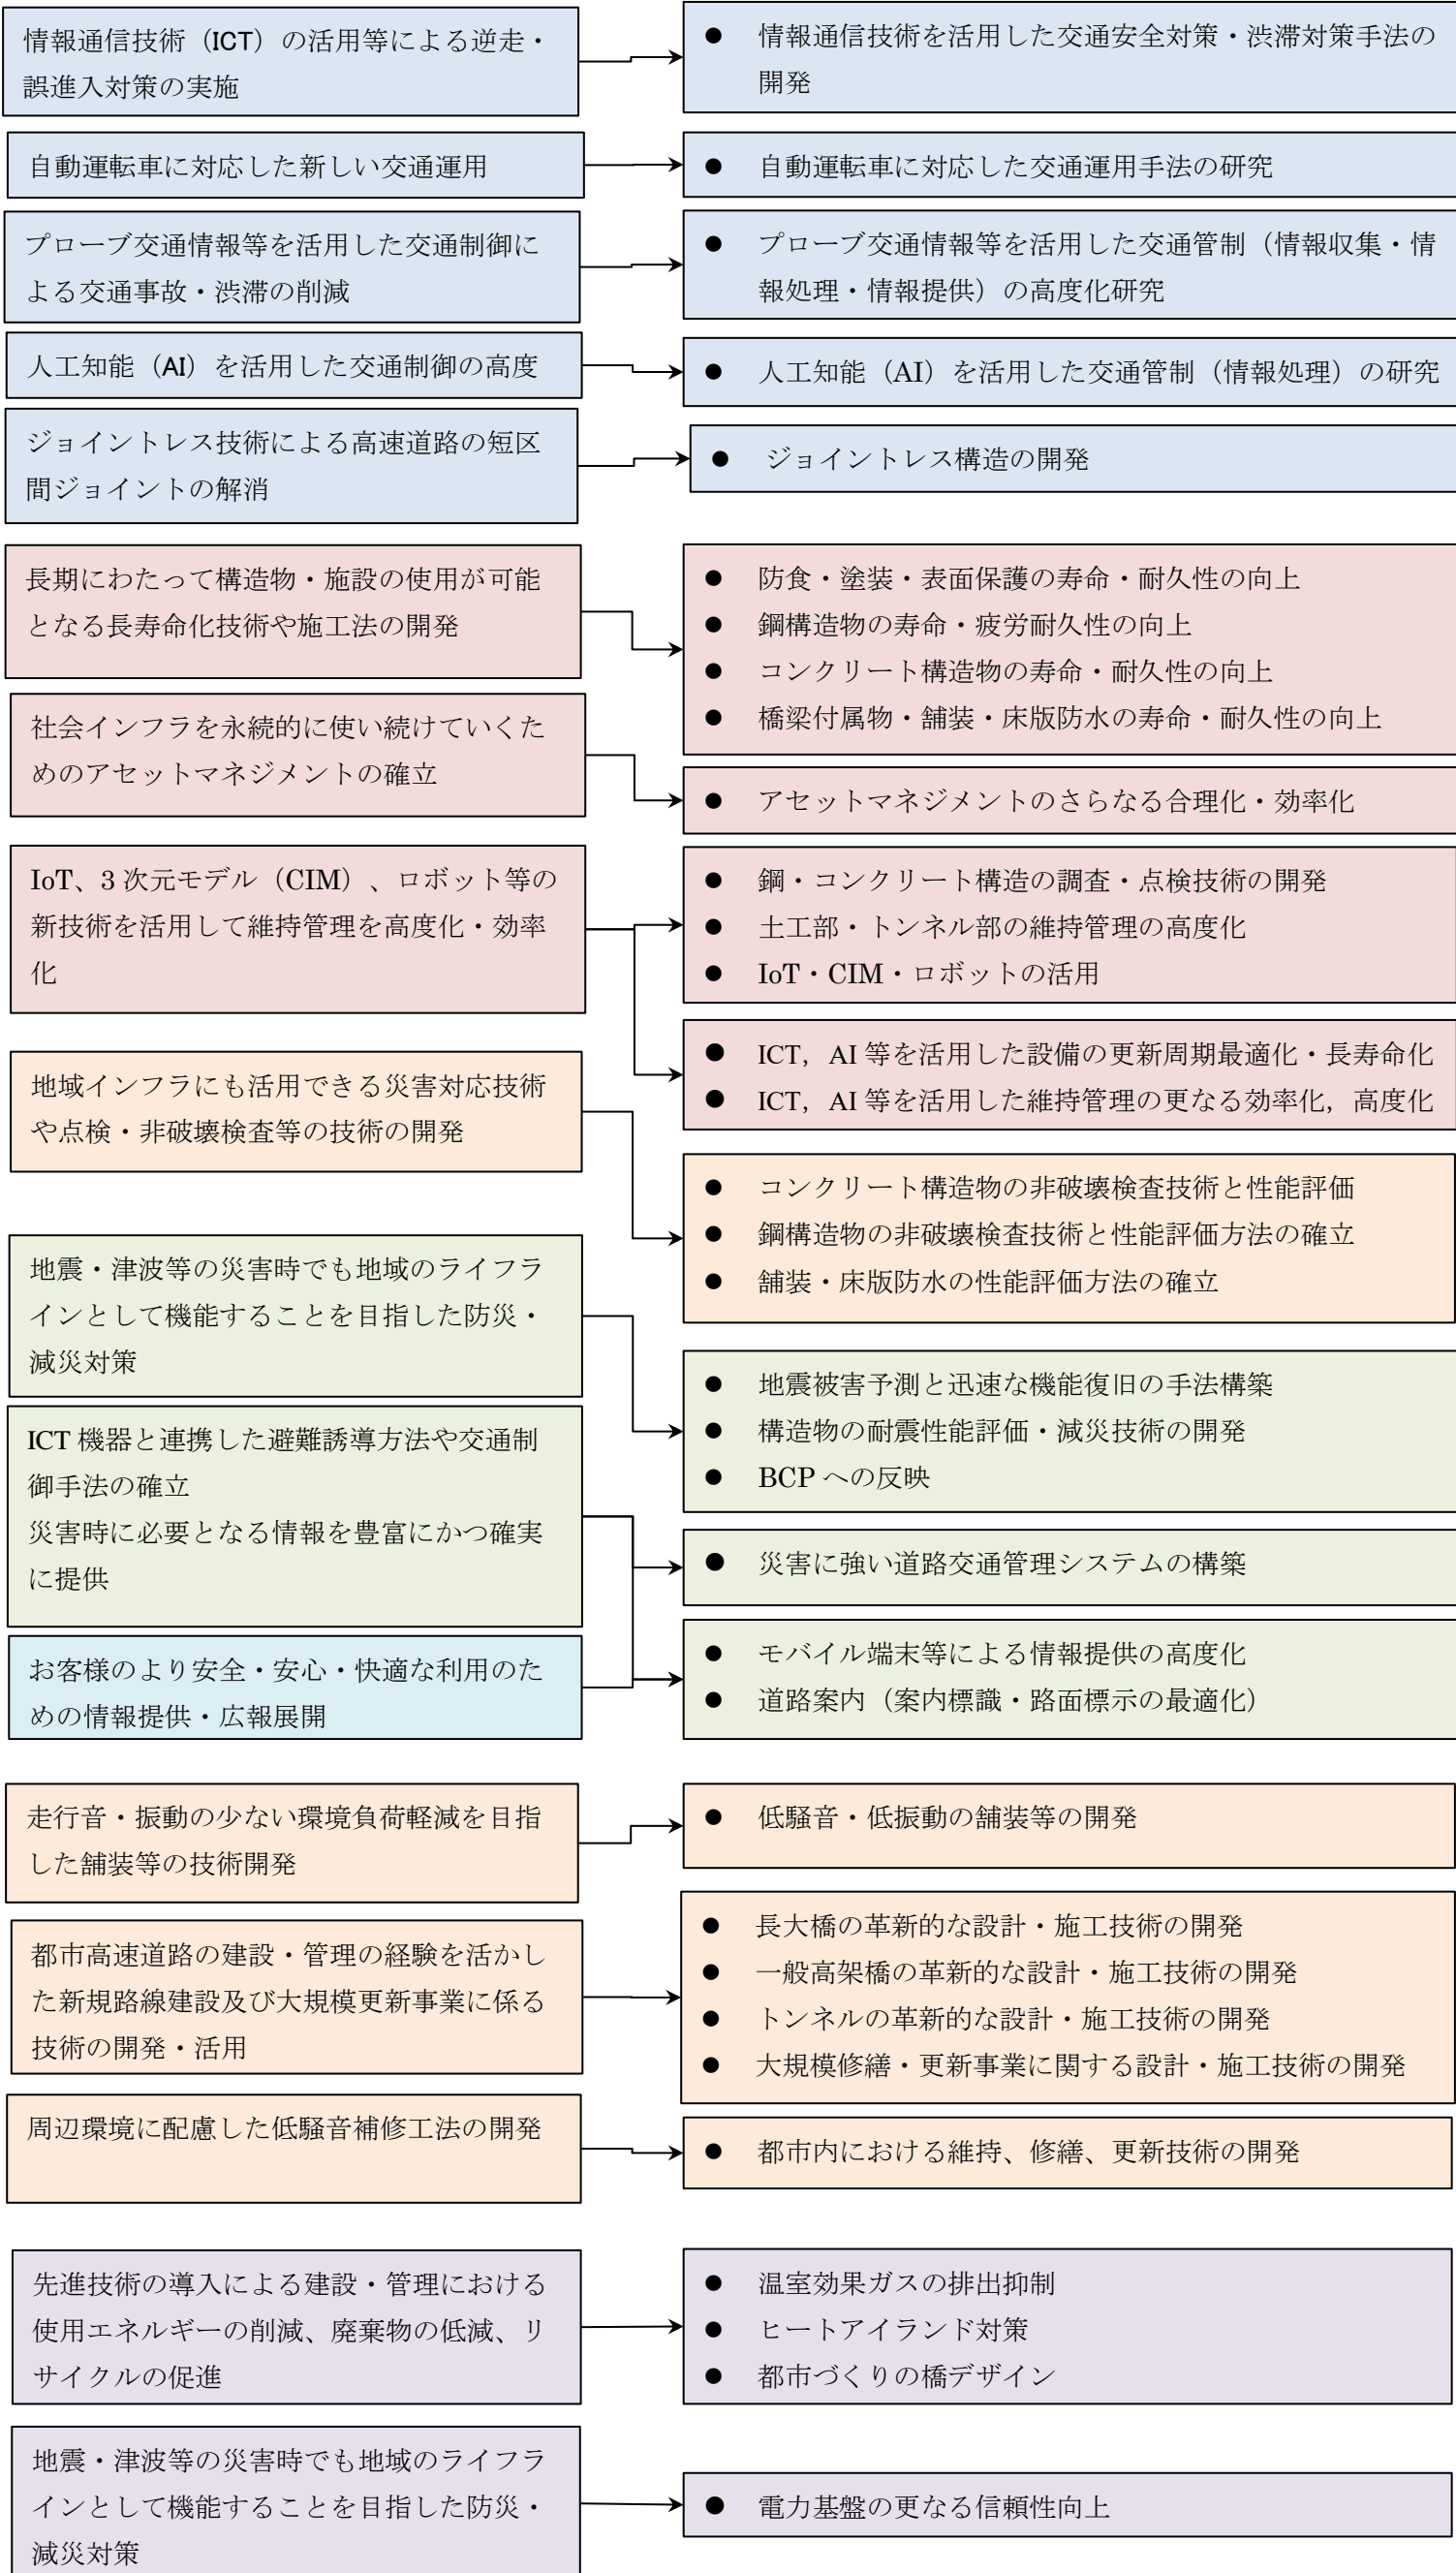 情報通信技術（ICT）の活用等による逆走・
誤進入対策の実施
● 情報通信技術を活用した交通安全対策・渋滞対策手法の
開発
自動運転車に対応した新しい交通運用
● 自動運転車に対応した交通運用手法の研究
プローブ交通情報等を活用した交通制御に
よる交通事故・渋滞の削減
● プローブ交通情報等を活用した交通管制（情報収集・情
報処理・情報提供）の高度化研究
人工知能（AI）を活用した交通制御の高度
● 人工知能（AI）を活用した交通管制（情報処理）の研究
ジョイントレス技術による高速道路の短区
間ジョイントの解消
● ジョイントレス構造の開発
長期にわたって構造物・施設の使用が可能
となる長寿命化技術や施工法の開発
● 防食・塗装・表面保護の寿命・耐久性の向上
● 鋼構造物の寿命・疲労耐久性の向上
● コンクリート構造物の寿命・耐久性の向上
● 橋梁付属物・舗装・床版防水の寿命・耐久性の向上
社会インフラを永続的に使い続けていくた
めのアセットマネジメントの確立
● アセットマネジメントのさらなる合理化・効率化
IoT、3 次元モデル（CIM）、ロボット等の
新技術を活用して維持管理を高度化・効率
化
● 鋼・コンクリート構造の調査・点検技術の開発
● 土工部・トンネル部の維持管理の高度化
● IoT・CIM・ロボットの活用
● ICT，AI 等を活用した設備の更新周期最適化・長寿命化
● ICT，AI 等を活用した維持管理の更なる効率化，高度化
地域インフラにも活用できる災害対応技術
や点検・非破壊検査等の技術の開発
● コンクリート構造物の非破壊検査技術と性能評価
● 鋼構造物の非破壊検査技術と性能評価方法の確立
● 舗装・床版防水の性能評価方法の確立
地震・津波等の災害時でも地域のライフラ
インとして機能することを目指した防災・
減災対策
● 地震被害予測と迅速な機能復旧の手法構築
● 構造物の耐震性能評価・減災技術の開発
● BCP への反映
ICT 機器と連携した避難誘導方法や交通制
御手法の確立
災害時に必要となる情報を豊富にかつ確実
に提供
● 災害に強い道路交通管理システムの構築
お客様のより安全・安心・快適な利用のた
めの情報提供・広報展開
● モバイル端末等による情報提供の高度化
● 道路案内（案内標識・路面標示の最適化）
走行音・振動の少ない環境負荷軽減を目指
した舗装等の技術開発
● 低騒音・低振動の舗装等の開発
都市高速道路の建設・管理の経験を活かし
た新規路線建設及び大規模更新事業に係る
技術の開発・活用
● 長大橋の革新的な設計・施工技術の開発
● 一般高架橋の革新的な設計・施工技術の開発
● トンネルの革新的な設計・施工技術の開発
● 大規模修繕・更新事業に関する設計・施工技術の開発
周辺環境に配慮した低騒音補修工法の開発
● 都市内における維持、修繕、更新技術の開発
先進技術の導入による建設・管理における
使用エネルギーの削減、廃棄物の低減、リ
サイクルの促進
● 温室効果ガスの排出抑制
● ヒートアイランド対策
● 都市づくりの橋デザイン
地震・津波等の災害時でも地域のライフラ
インとして機能することを目指した防災・
減災対策
● 電力基盤の更なる信頼性向上